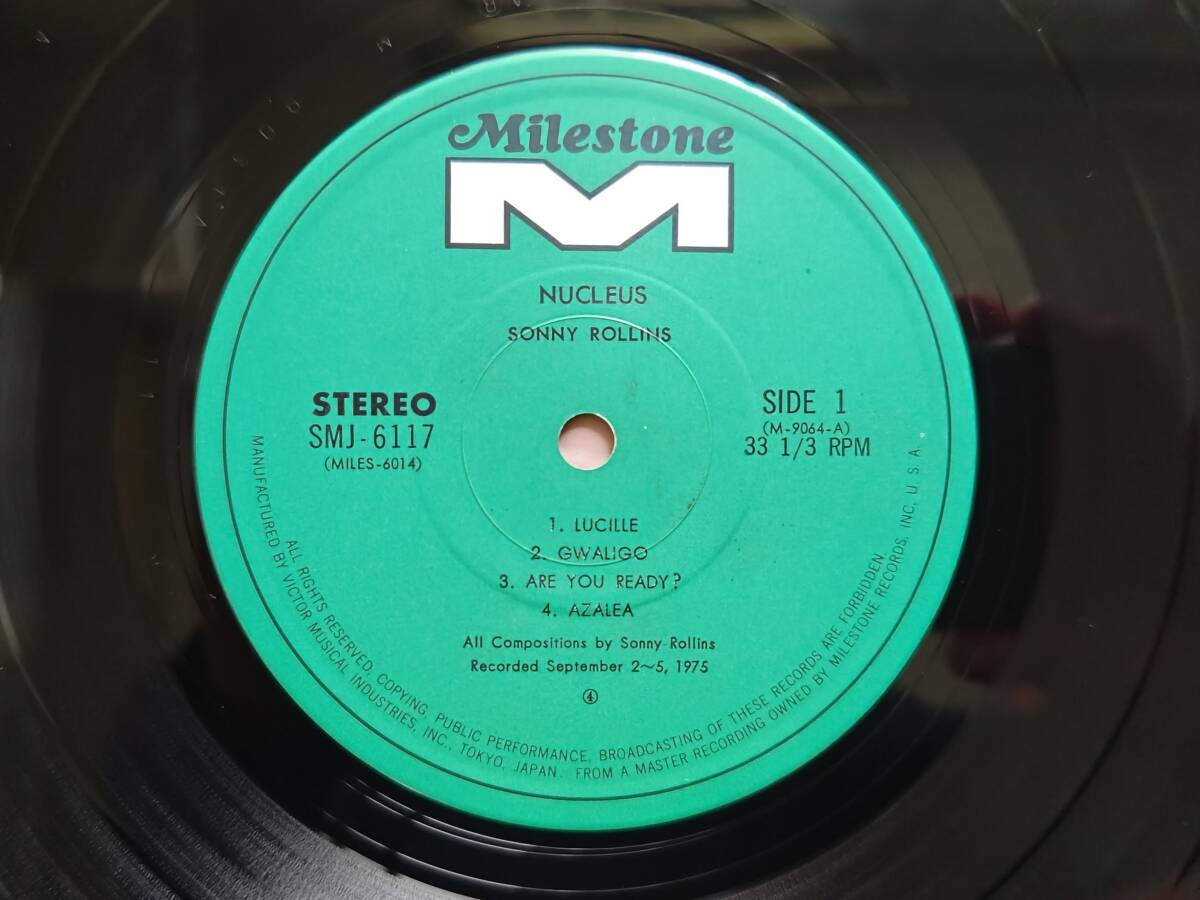 Milestone
M
NUCLEUS
SONNY ROLLINS
STEREO
SMJ-6117
(MILES-6014)
SIDE 1
(M-9064-A)
33 1/3 RPM
1. LUCILLE
2. GWALIGO
3. ARE YOU READY?
4. AZALEA
All Compositions by Sonny Rollins
Recorded September 2~5, 1975
④
ALL RIGHTS RESERVED. COPYING, PUBLIC PERFORMANCE, BROADCASTING OF THESE RECORDS ARE FORBIDDEN.
MANUFACTURED BY VICTOR MUSICAL INDUSTRIES, INC., TOKYO, JAPAN. FROM A MASTER RECORDING OWNED BY MILESTONE RECORDS, INC. U.S.A.